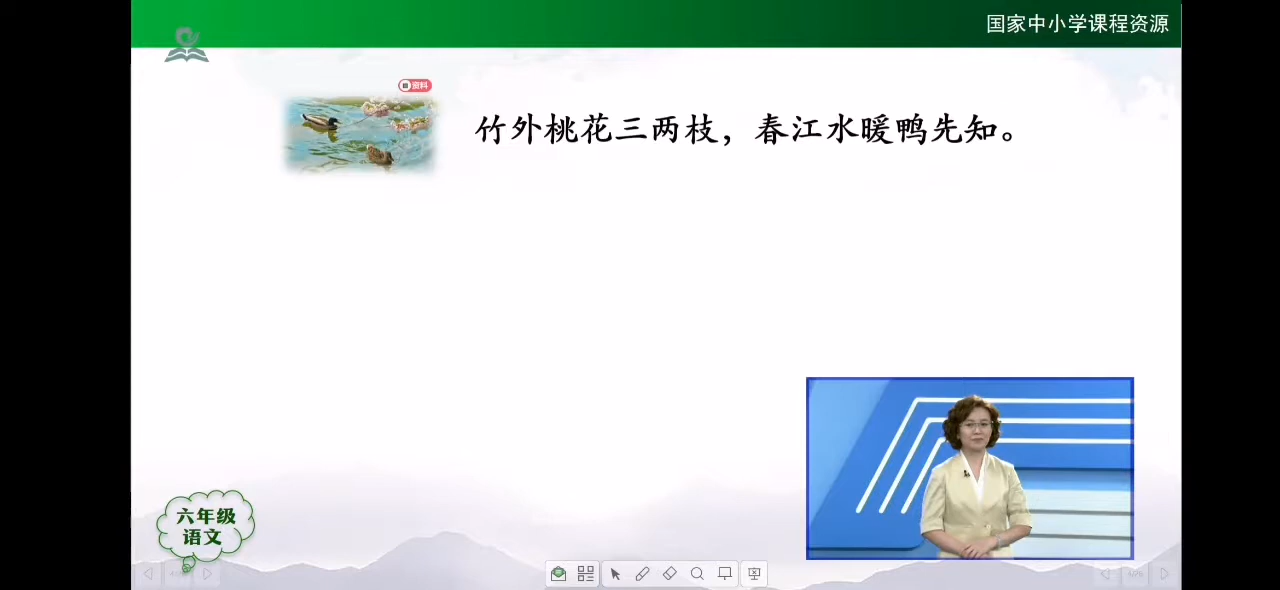 国家中小学课程资源
资料
竹外桃花三两枝，春江水暖鸭先知。
六年级
语文